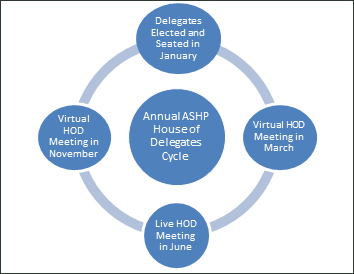 Delegates
Elected and
Seated in
January
Virtual
HOD
Meeting in
November
Annual ASHP
House of
Delegates
Cycle
Virtual HOD
Meeting in
March
Live HOD
Meeting
in June